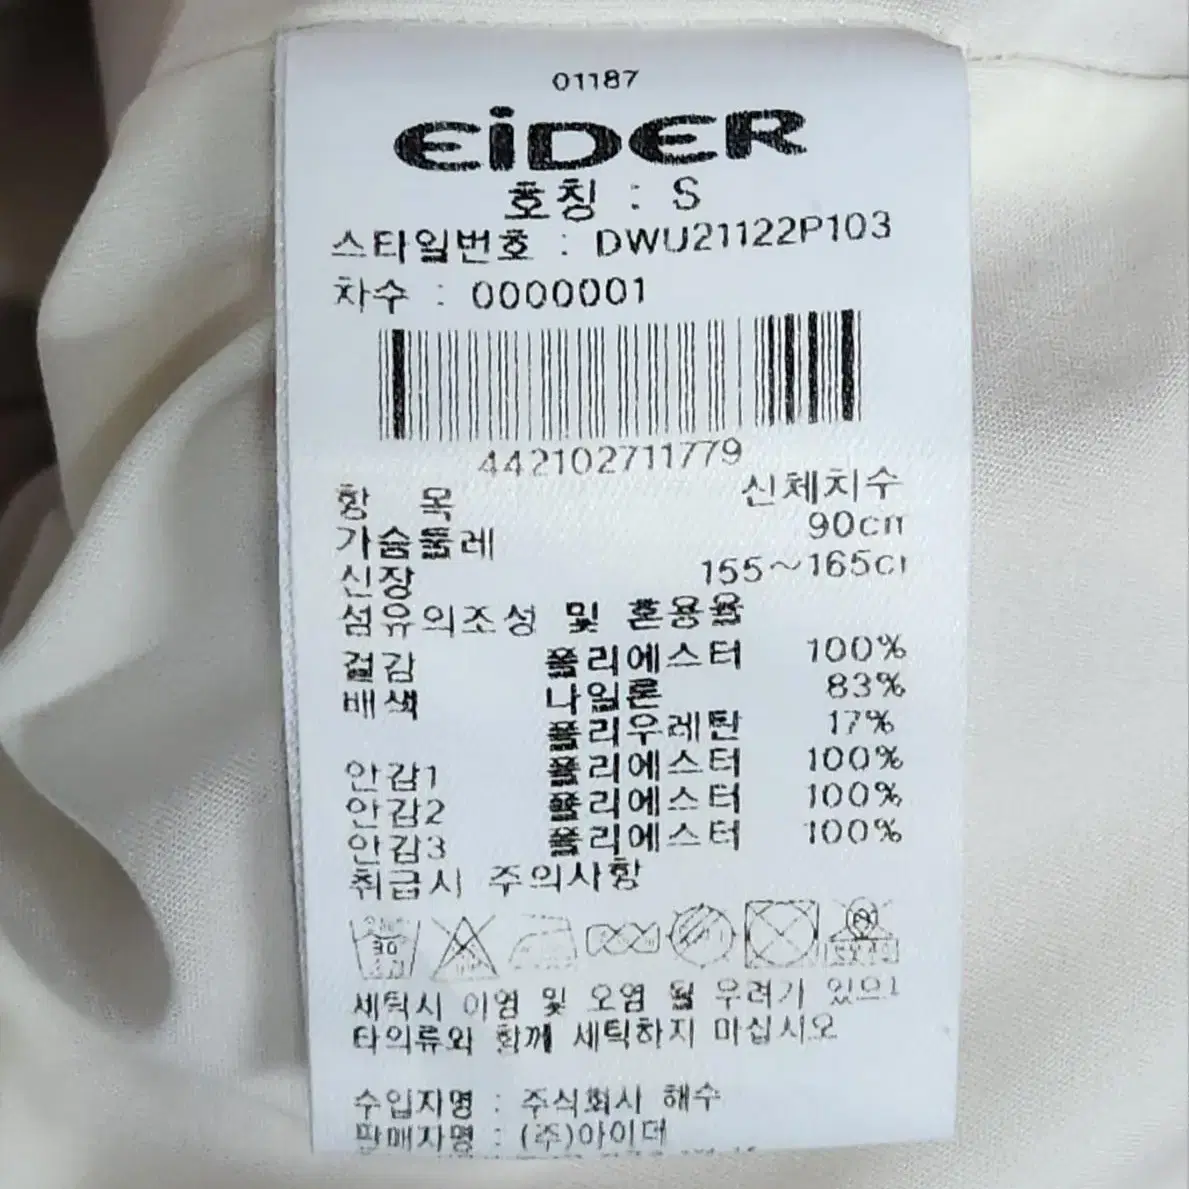 01187
EiDER
호칭 : S
스타일번호 : DWU21122P103
차수 : 0000001
442102711779
항 목 신체치수
가슴둘레 90cm
신장 155~165c
섬유의조성 및 혼용율
겉감 폴리에스터 100%
배색 나일론 83%
폴리우레탄 17%
안감1 폴리에스터 100%
안감2 폴리에스터 100%
안감3 폴리에스터 100%
취급시 주의사항
30
세탁시 이염 및 오염 될 우려가 있으
타의류와 함께 세탁하지 마십시오
수입자명 : 주식회사 해수
판매자명 : (주)아이더